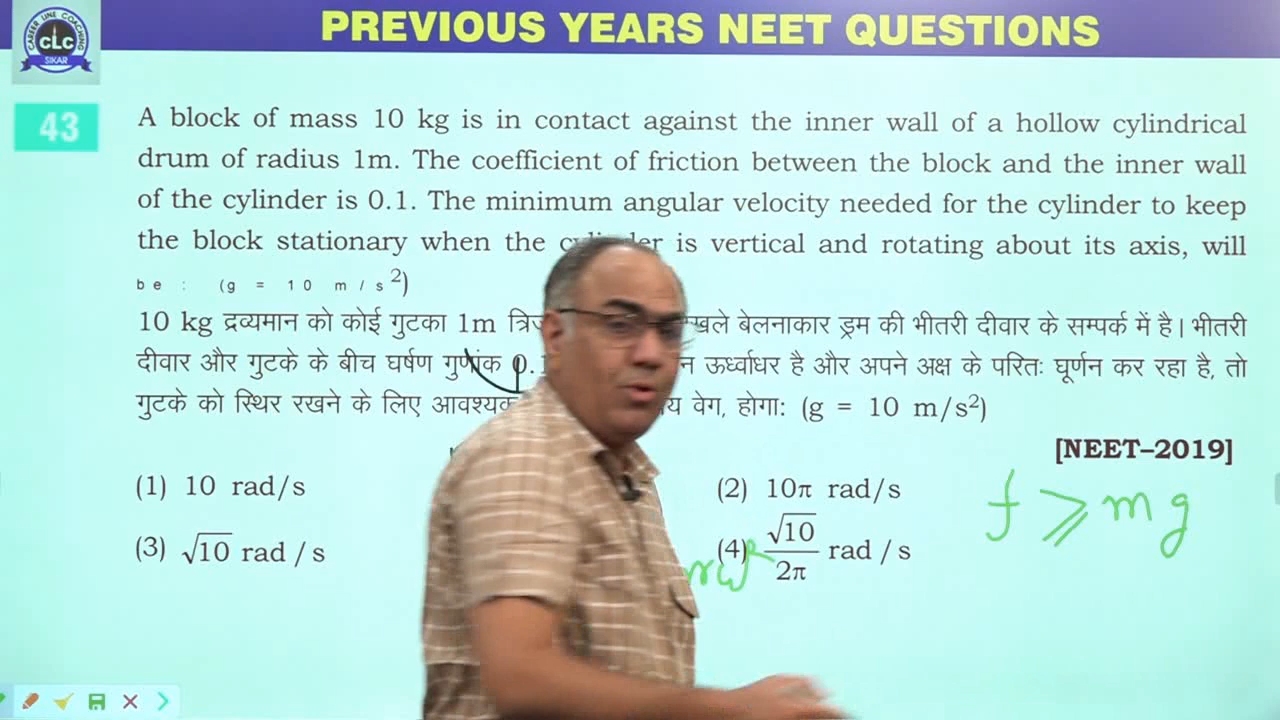 PREVIOUS YEARS NEET QUESTIONS
CAREER LINE COACHING
CLC
SIKAR
43
A block of mass 10 kg is in contact against the inner wall of a hollow cylindrical
drum of radius 1m. The coefficient of friction between the block and the inner wall
of the cylinder is 0.1. The minimum angular velocity needed for the cylinder to keep
the block stationary when the is vertical and rotating about its axis, will
be : (g = 10 m/s²)
10 kg द्रव्यमान को कोई गुटका 1m बेलनाकार ड्रम की भीतरी दीवार के सम्पर्क में है। भीतरी
दीवार और गुटके के बीच घर्षण गुणांक ऊर्ध्वाधर है और अपने अक्ष के परितः घूर्णन कर रहा है, तो
गुटके को स्थिर रखने के लिए वेग, होगा: (g = 10 m/s²)
[NEET–2019]
(1) 10 rad/s
(2) 10π rad/s
f ⩾ mg
(3) √10 rad / s
(4) √10/2π rad / s